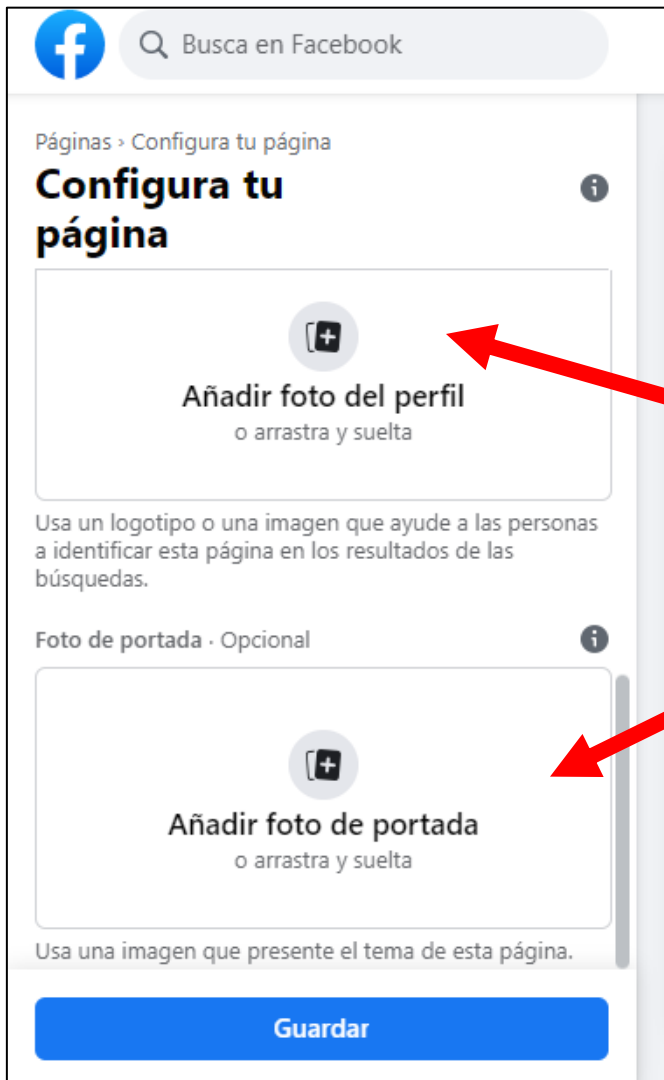 Busca en Facebook
Páginas › Configura tu página
Configura tu
página
Añadir foto del perfil
o arrastra y suelta
Usa un logotipo o una imagen que ayude a las personas
a identificar esta página en los resultados de las
búsquedas.
Foto de portada · Opcional
Añadir foto de portada
o arrastra y suelta
Usa una imagen que presente el tema de esta página.
Guardar